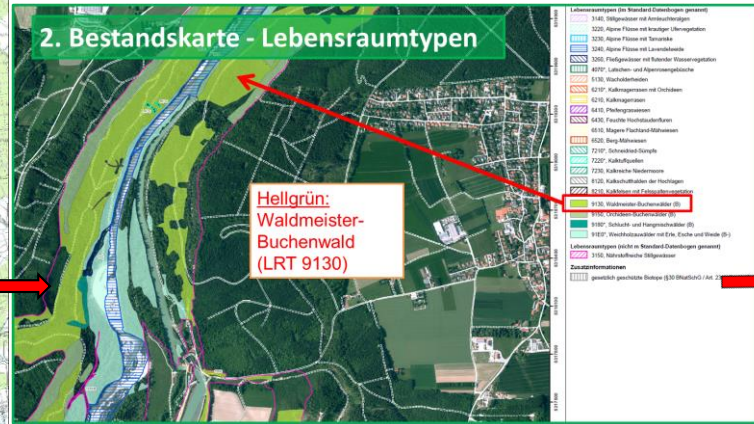 2. Bestandskarte - Lebensraumtypen
Hellgrün:
Waldmeister-
Buchenwald
(LRT 9130)
Lebensraumtypen (im Standard-Datenbogen genannt)
3140, Stillgewässer mit Armleuchteralgen
3220, Alpine Flüsse mit krautiger Ufervegetation
3230, Alpine Flüsse mit Tamariske
3240, Alpine Flüsse mit Lavendelweide
3260, Fließgewässer mit flutender Wasservegetation
4070*, Latschen- und Alpenrosengebüsche
5130, Wacholderheiden
6210*, Kalkmagerrasen mit Orchideen
6210, Kalkmagerrasen
6410, Pfeifengraswiesen
6430, Feuchte Hochstaudenfluren
6510, Magere Flachland-Mähwiesen
6520, Berg-Mähwiesen
7210*, Schneidried-Sümpfe
7220*, Kalktuffquellen
7230, Kalkreiche Niedermoore
8120, Kalkschutthalden der Hochlagen
8210, Kalkfelsen mit Felsspaltenvegetation
9130, Waldmeister-Buchenwälder (B)
9150, Orchideen-Buchenwälder (B)
9180*, Schlucht- und Hangmischwälder (B)
91E0*, Weichholzauwälder mit Erle, Esche und Weide (B-)
Lebensraumtypen (nicht im Standard-Datenbogen genannt)
3150, Nährstoffreiche Stillgewässer
Zusatzinformationen
gesetzlich geschützte Biotope (§30 BNatSchG / Art. 23